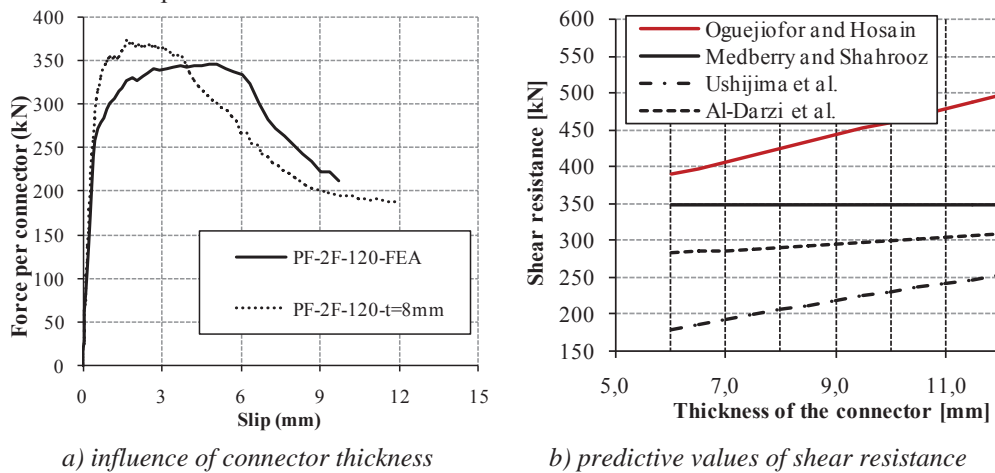 400
350
300
250
200
150
100
50
0
Force per connector (kN)
PF-2F-120-FEA
PF-2F-120-t=8mm
0 3 6 9 12 15
Slip (mm)
a) influence of connector thickness
600
550
500
450
400
350
300
250
200
150
Shear resistance [kN]
Oguejiofor and Hosain
Medberry and Shahrooz
Ushijima et al.
Al-Darzi et al.
5,0 7,0 9,0 11,0
Thickness of the connector [mm]
b) predictive values of shear resistance